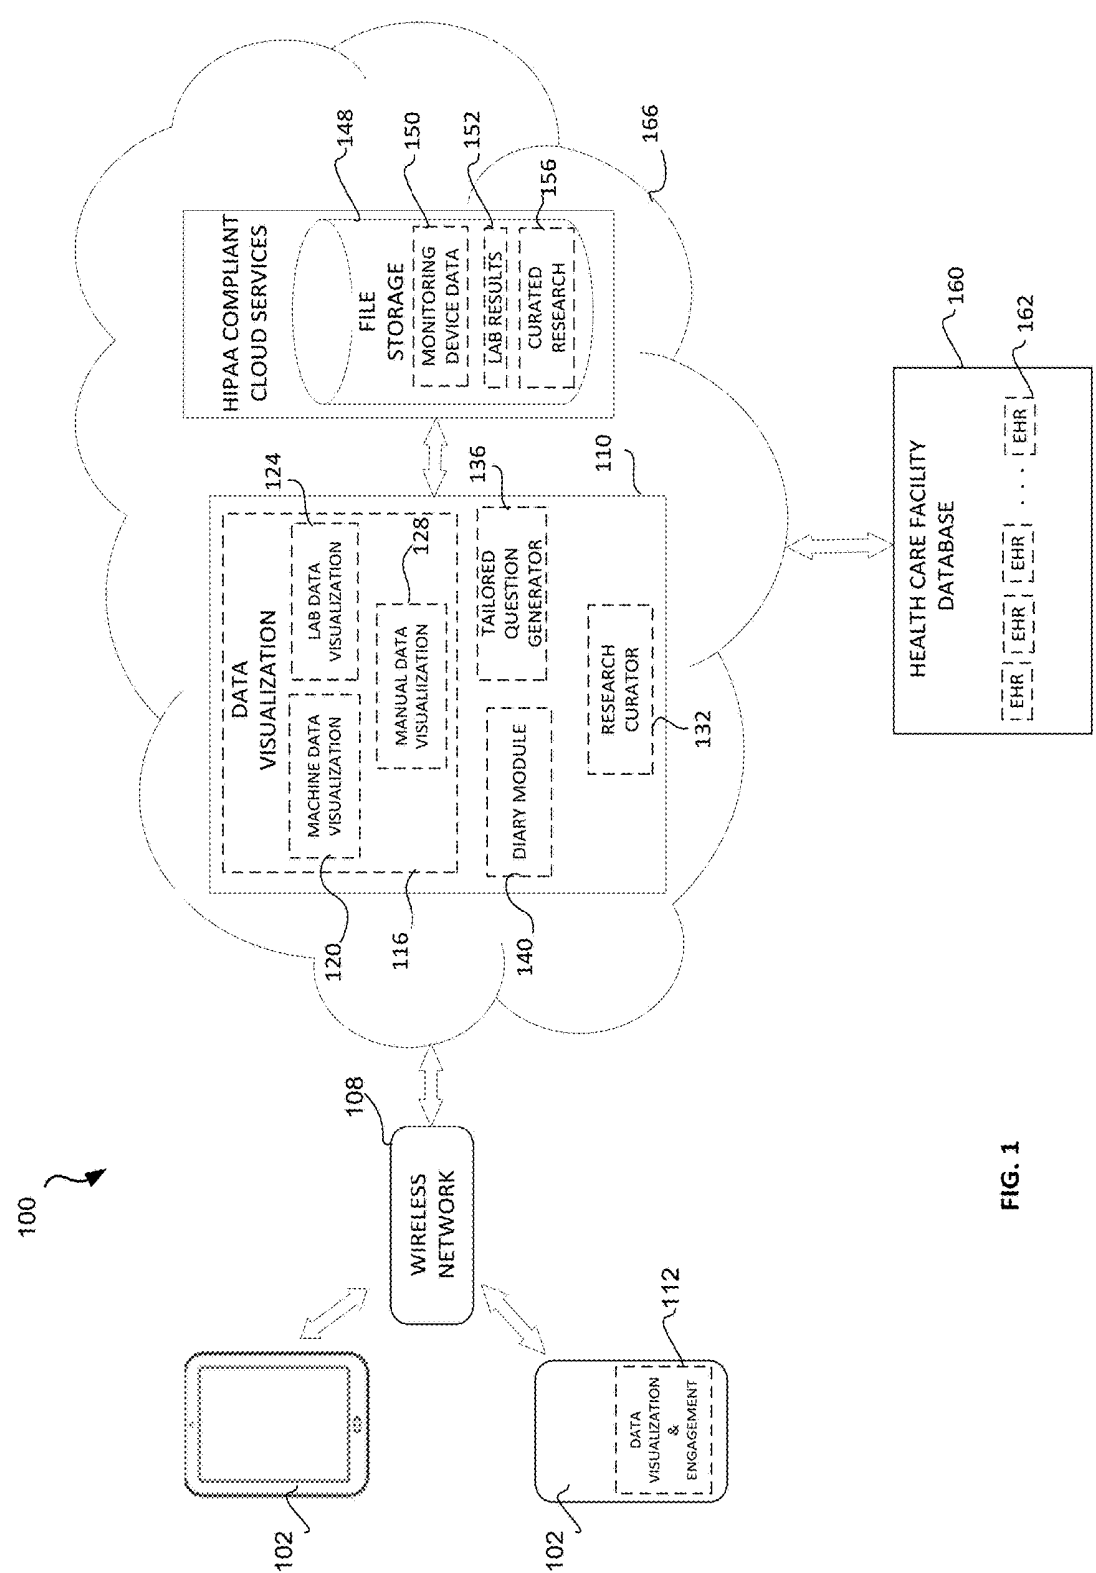 100
102
102
DATA
VISUALIZATION
&
ENGAGEMENT
112
WIRELESS
NETWORK
108
DATA
VISUALIZATION
MACHINE DATA
VISUALIZATION
120
LAB DATA
VISUALIZATION
124
MANUAL DATA
VISUALIIZATION
128
116
DIARY MODULE
140
TAILORED
QUESTION
GENERATOR
136
RESEARCH
CURATOR
132
110
HIPAA COMPLIANT
CLOUD SERVICES
FILE
STORAGE
148
MONITORING
DEVICE DATA
150
LAB RESULTS
152
CURATED
RESEARCH
156
166
HEALTH CARE FACILITY
DATABASE
160
EHR EHR EHR . . . EHR
162
FIG. 1